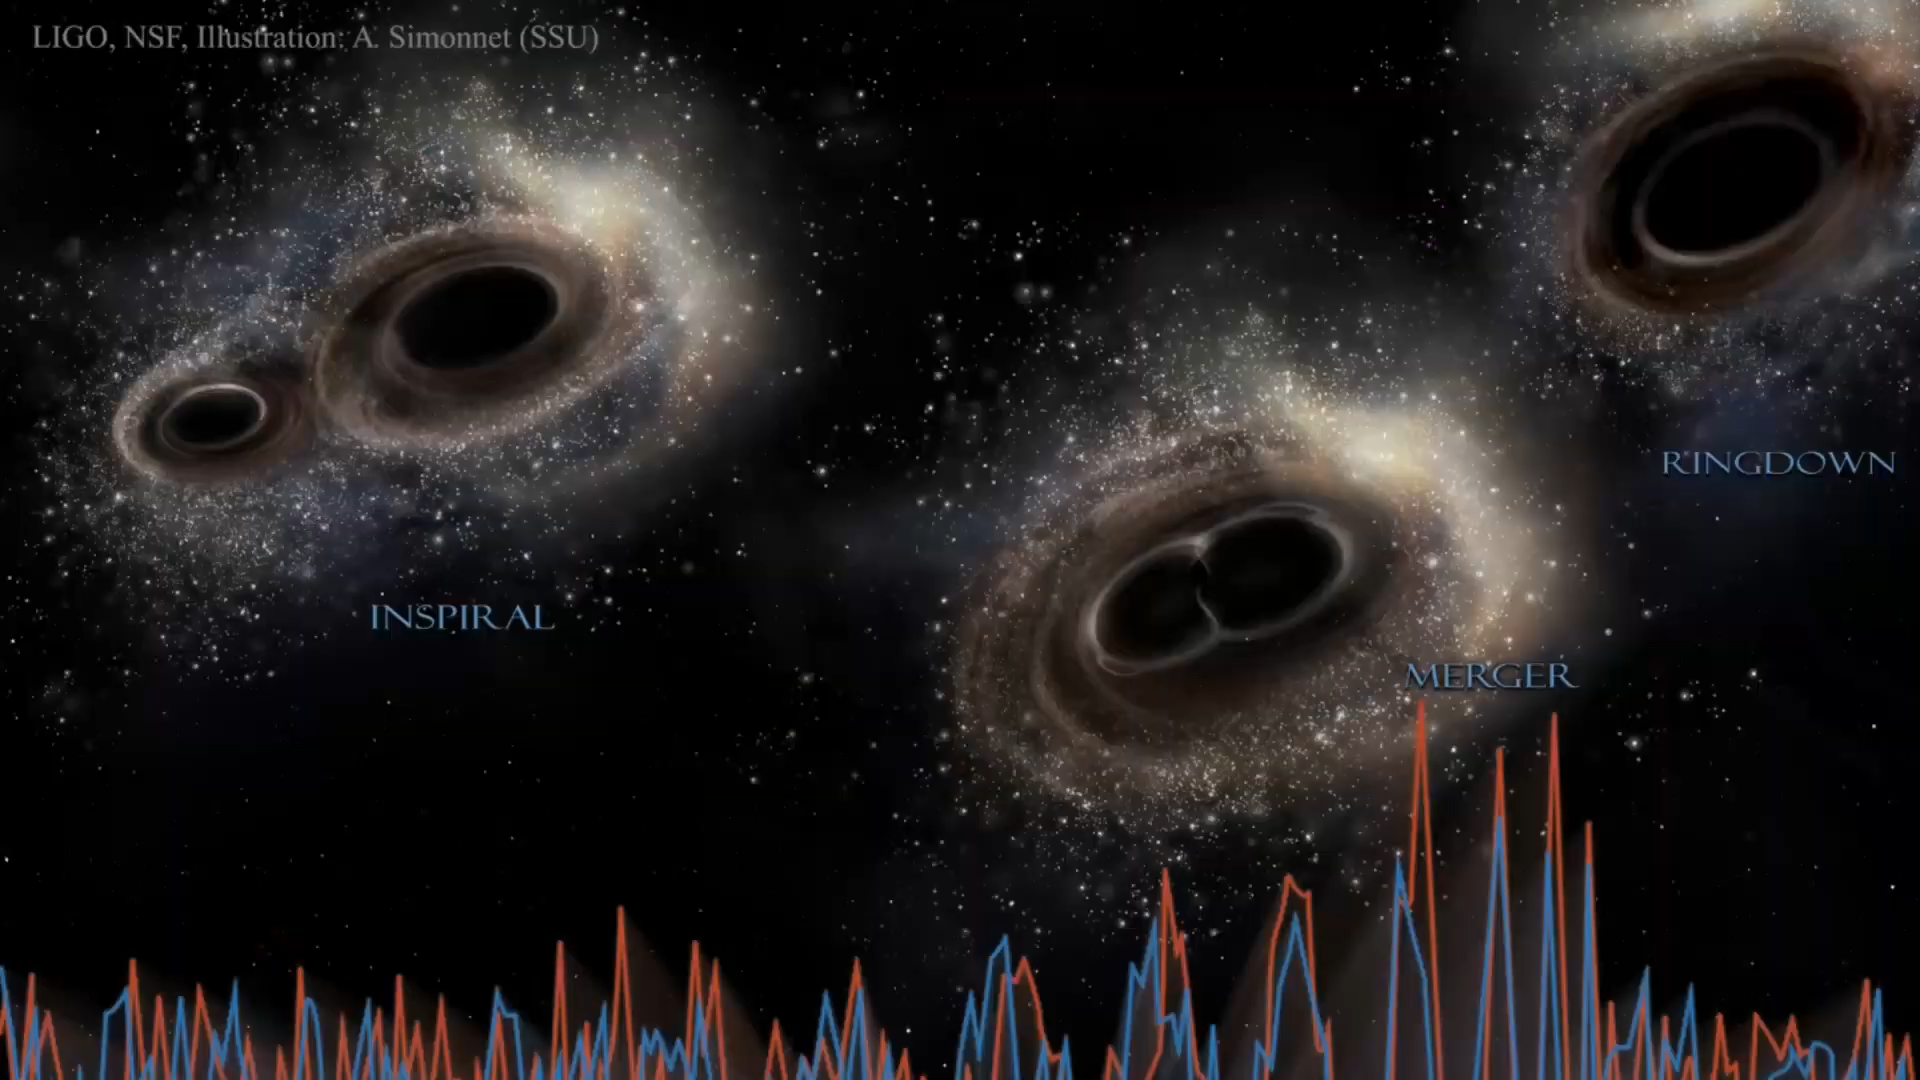 LIGO, NSF, Illustration: A. Simonnet (SSU)
INSPIRAL
MERGER
RINGDOWN